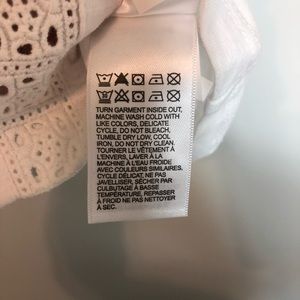 TURN GARMENT INSIDE OUT,
MACHINE WASH COLD WITH
LIKE COLORS, DELICATE
CYCLE, DO NOT BLEACH,
TUMBLE DRY LOW, COOL
IRON, DO NOT DRY CLEAN.
TOURNER LE VÊTEMENT À
L'ENVERS, LAVER À LA
MACHINE À L'EAU FROIDE
AVEC COULEURS SIMILAIRES,
CYCLE DÉLICAT, NE PAS
JAVELLISER, SÉCHER PAR
CULBUTAGE À BASSE
TEMPÉRATURE, REPASSER
À FROID, NE PAS NETTOYER
À SEC.